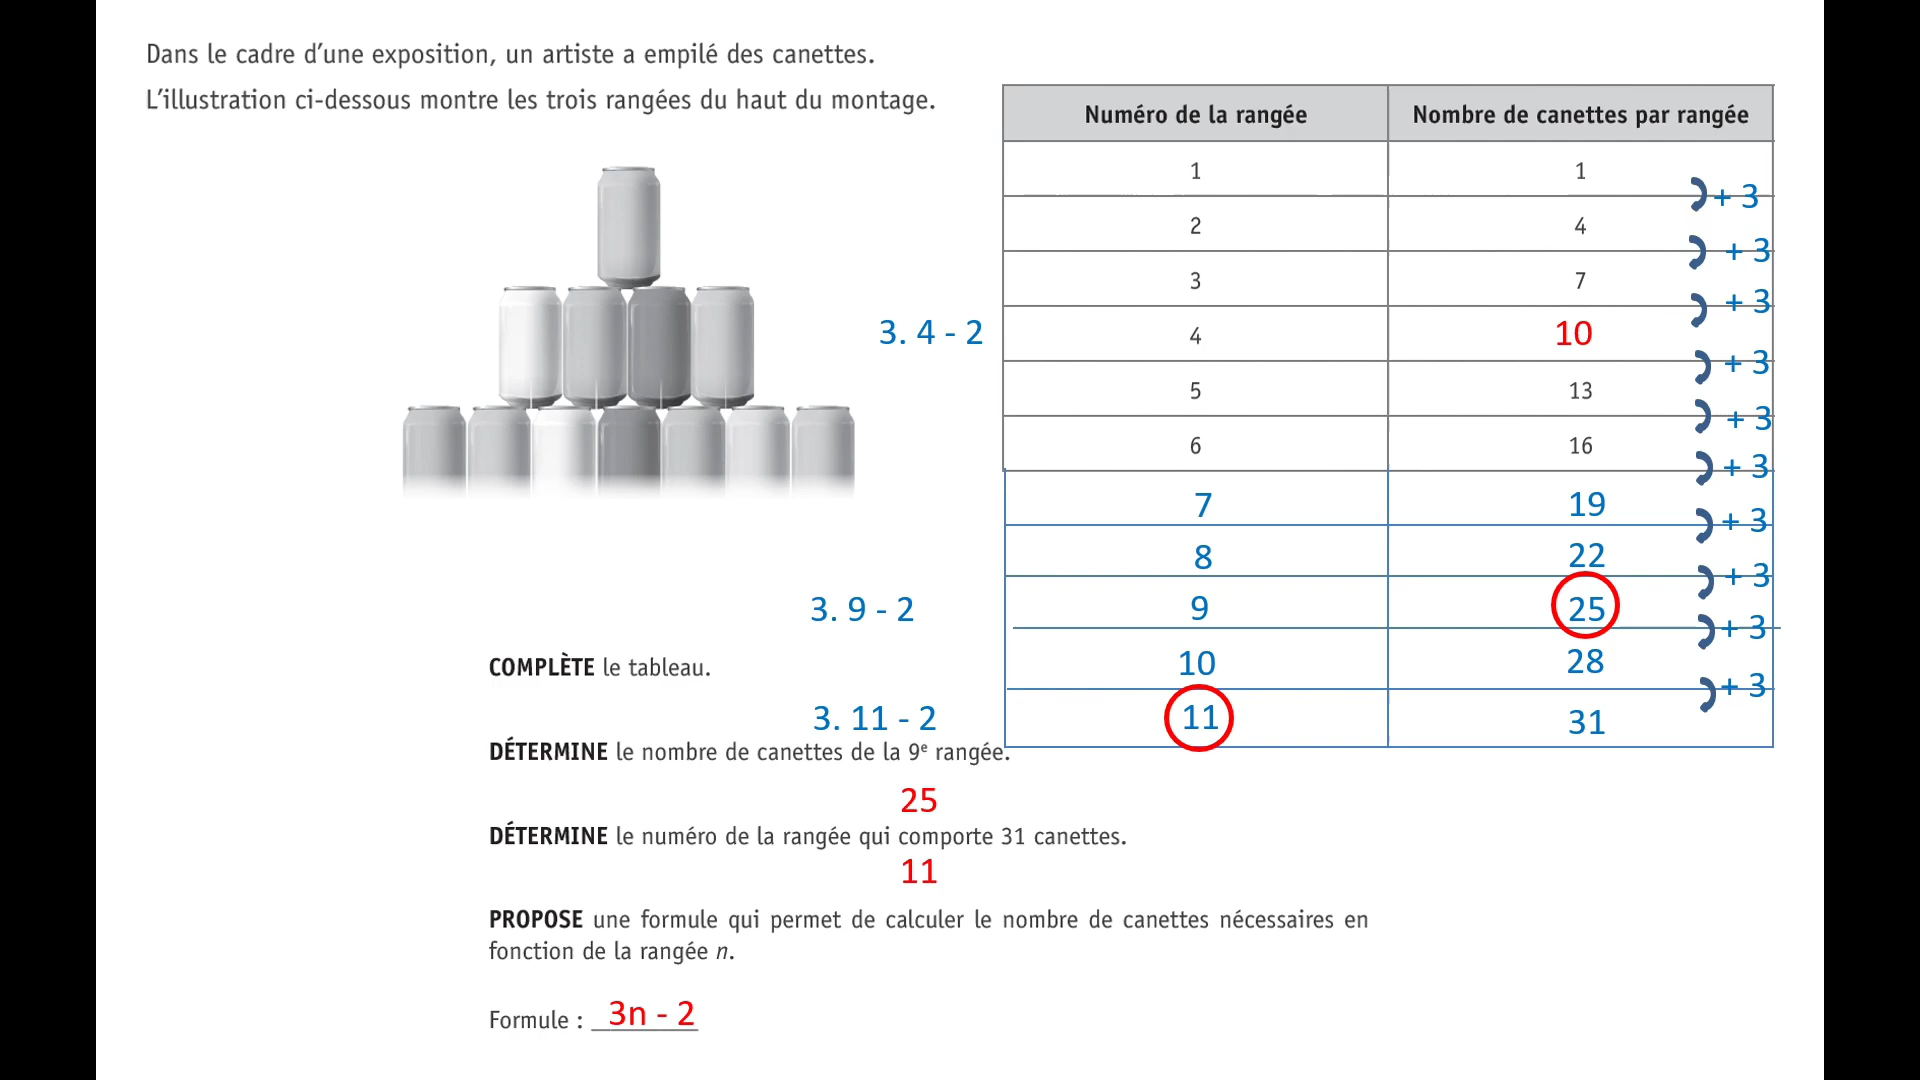 Dans le cadre d’une exposition, un artiste a empilé des canettes.
L’illustration ci-dessous montre les trois rangées du haut du montage.
Numéro de la rangée Nombre de canettes par rangée
1 1
+ 3
2 4
+ 3
3 7
+ 3
3. 4 - 2 4 10
+ 3
5 13
+ 3
6 16
+ 3
7 19
+ 3
8 22
+ 3
3. 9 - 2 9 25
+ 3
10 28
+ 3
3. 11 - 2 11 31
COMPLÈTE le tableau.
DÉTERMINE le nombre de canettes de la 9e rangée.
25
DÉTERMINE le numéro de la rangée qui comporte 31 canettes.
11
PROPOSE une formule qui permet de calculer le nombre de canettes nécessaires en
fonction de la rangée n.
Formule : 3n - 2